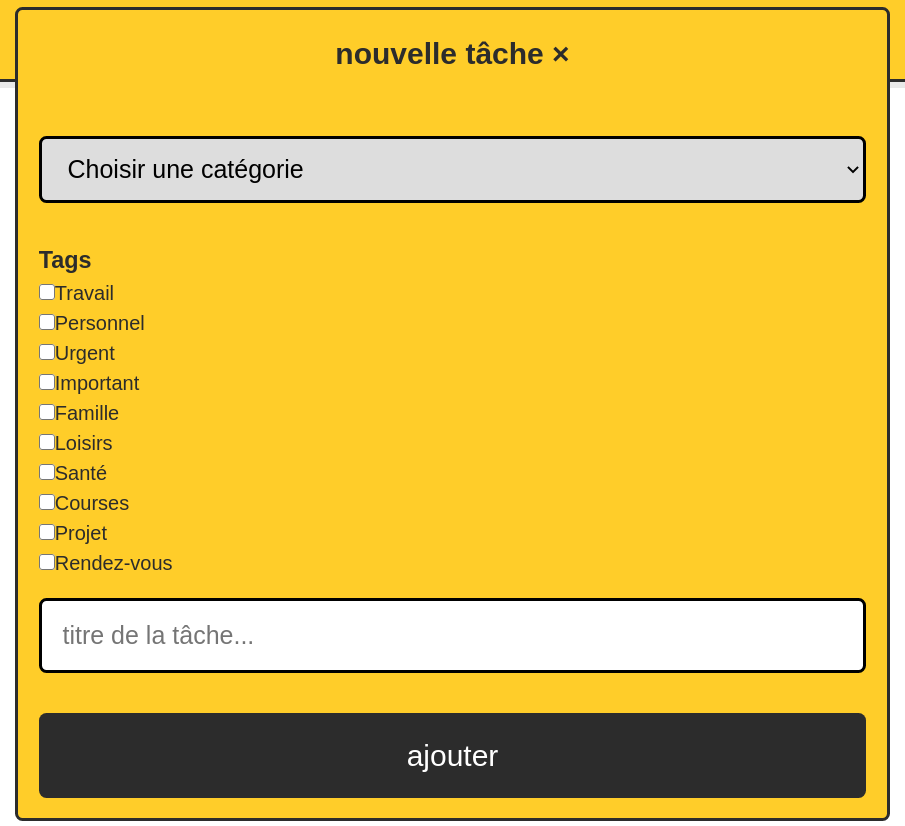 nouvelle tâche ×
Choisir une catégorie
Tags
Travail
Personnel
Urgent
Important
Famille
Loisirs
Santé
Courses
Projet
Rendez-vous
titre de la tâche...
ajouter